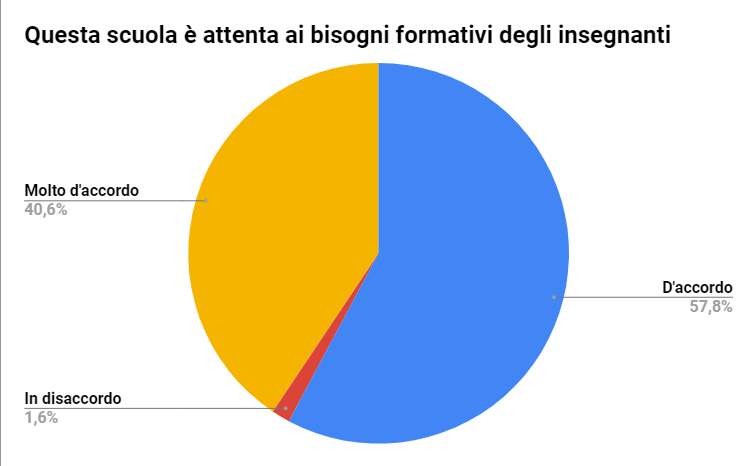 Questa scuola è attenta ai bisogni formativi degli insegnanti
Molto d'accordo
40,6%
D'accordo
57,8%
In disaccordo
1,6%